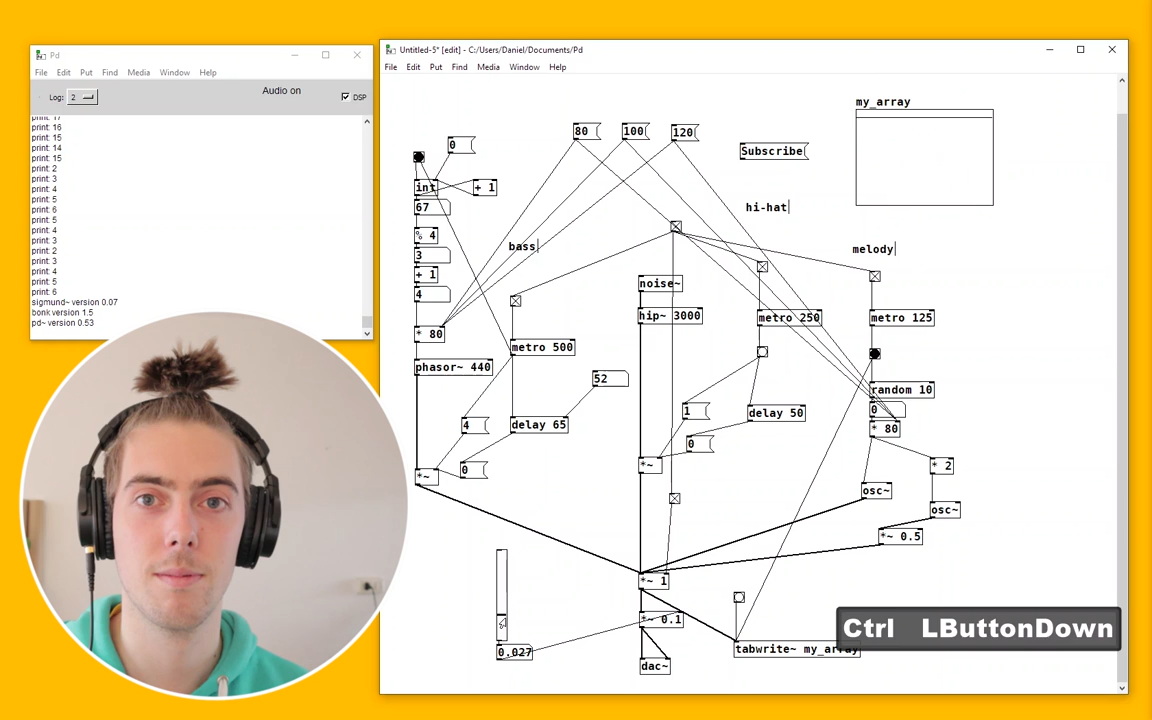 Pd
File Edit Put Find Media Window Help
Log: 2
Audio on
DSP
print: 17
print: 16
print: 15
print: 14
print: 15
print: 2
print: 3
print: 4
print: 5
print: 6
print: 5
print: 4
print: 3
print: 2
print: 3
print: 4
print: 5
print: 6
sigmund~ version 0.07
bonk version 1.5
pd~ version 0.53
Untitled-5* [edit] - C:/Users/Daniel/Documents/Pd
File Edit Put Find Media Window Help
my_array
80
100
120
0
Subscribe
int
+ 1
67
hi-hat
% 4
bass
melody
3
+ 1
4
noise~
hip~ 3000
metro 250
metro 125
* 80
metro 500
phasor~ 440
52
random 10
0
1
delay 50
4
delay 65
* 80
0
0
*~
*~
* 2
osc~
osc~
*~ 0.5
*~ 1
*~ 0.1
0.027
tabwrite~ my_array
dac~
Ctrl LButtonDown